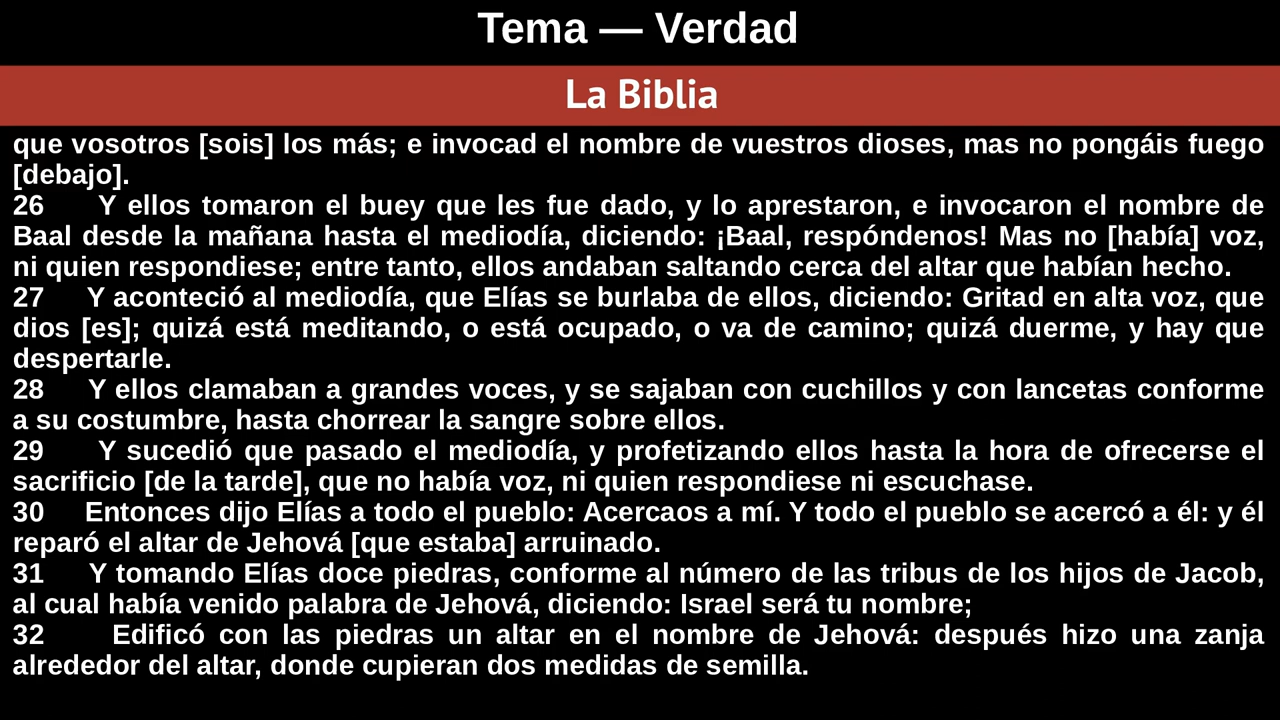 Tema — Verdad
La Biblia
que vosotros [sois] los más; e invocad el nombre de vuestros dioses, mas no pongáis fuego
[debajo].
26 Y ellos tomaron el buey que les fue dado, y lo aprestaron, e invocaron el nombre de
Baal desde la mañana hasta el mediodía, diciendo: ¡Baal, respóndenos! Mas no [había] voz,
ni quien respondiese; entre tanto, ellos andaban saltando cerca del altar que habían hecho.
27 Y aconteció al mediodía, que Elías se burlaba de ellos, diciendo: Gritad en alta voz, que
dios [es]; quizá está meditando, o está ocupado, o va de camino; quizá duerme, y hay que
despertarle.
28 Y ellos clamaban a grandes voces, y se sajaban con cuchillos y con lancetas conforme
a su costumbre, hasta chorrear la sangre sobre ellos.
29 Y sucedió que pasado el mediodía, y profetizando ellos hasta la hora de ofrecerse el
sacrificio [de la tarde], que no había voz, ni quien respondiese ni escuchase.
30 Entonces dijo Elías a todo el pueblo: Acercaos a mí. Y todo el pueblo se acercó a él: y él
reparó el altar de Jehová [que estaba] arruinado.
31 Y tomando Elías doce piedras, conforme al número de las tribus de los hijos de Jacob,
al cual había venido palabra de Jehová, diciendo: Israel será tu nombre;
32 Edificó con las piedras un altar en el nombre de Jehová: después hizo una zanja
alrededor del altar, donde cupieran dos medidas de semilla.